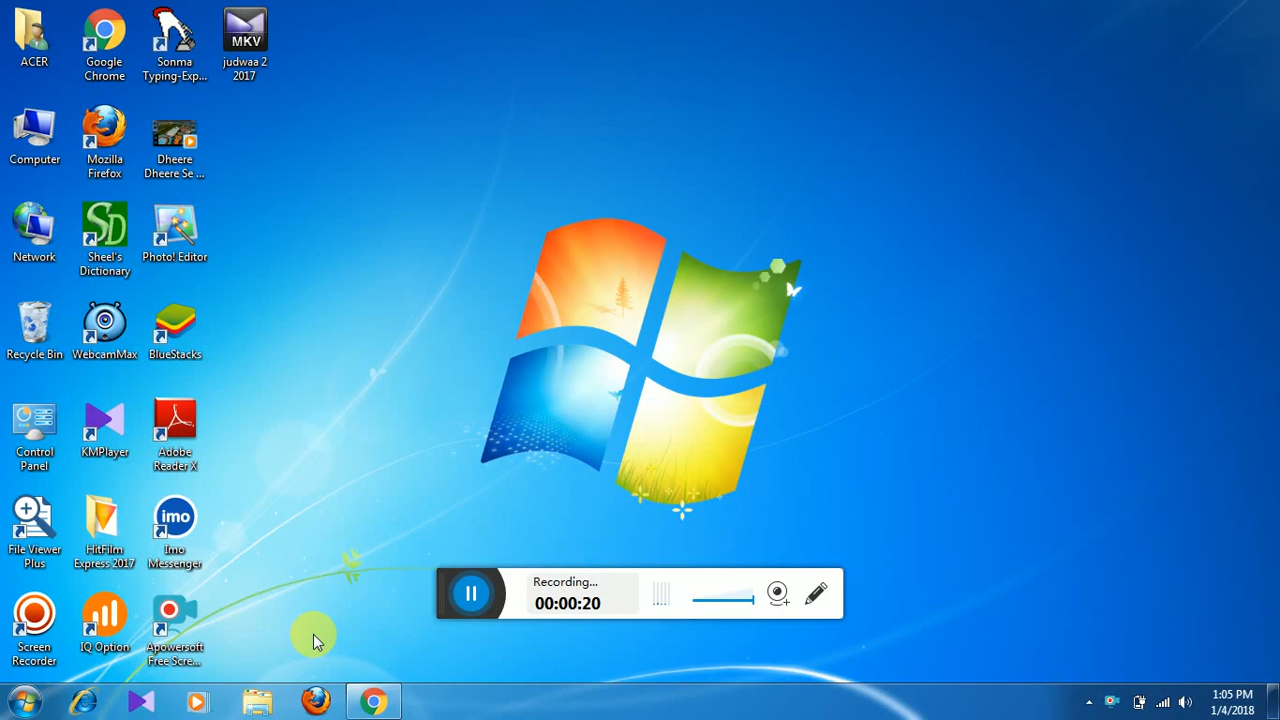 ACER
Google
Chrome
Sonma
Typing-Exp...
MKV
judwaa 2
2017
Computer
Mozilla
Firefox
Dheere
Dheere Se ...
Network
SD
Sheel's
Dictionary
Photo! Editor
Recycle Bin
WebcamMax
BlueStacks
Control
Panel
KMPlayer
Adobe
Reader X
File Viewer
Plus
HitFilm
Express 2017
imo
Imo
Messenger
Screen
Recorder
IQ Option
Apowersoft
Free Scre...
Recording...
00:00:20
1:05 PM
1/4/2018